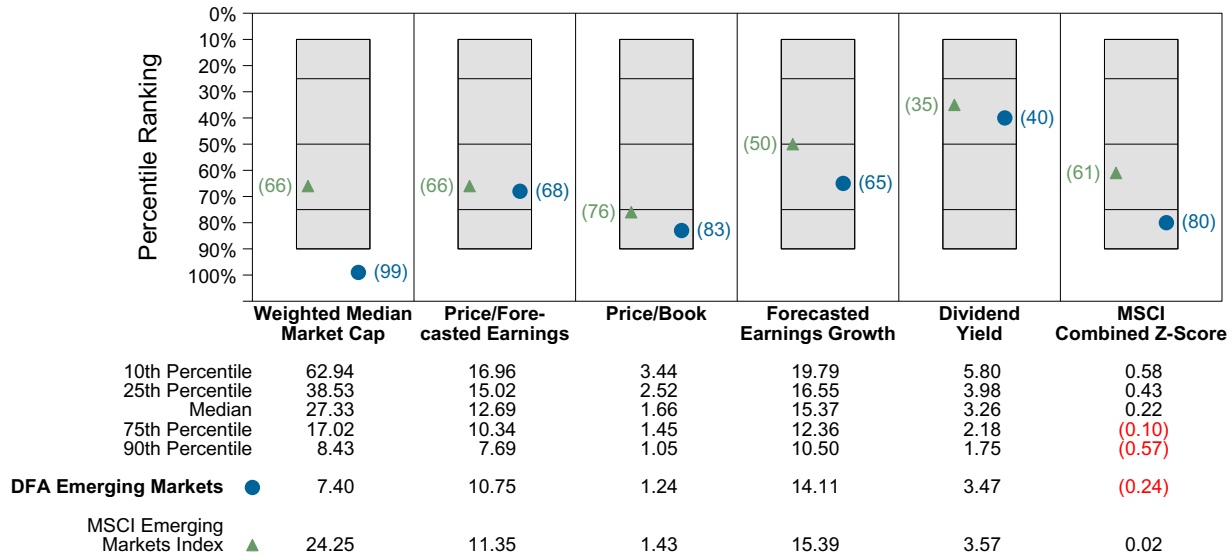 Percentile Ranking
0%
10%
20%
30%
40%
50%
60%
70%
80%
90%
100%
(66)
(99)
(66)
(68)
(76)
(83)
(50)
(65)
(35)
(40)
(61)
(80)
Weighted Median
Market Cap
Price/Fore-
casted Earnings
Price/Book
Forecasted
Earnings Growth
Dividend
Yield
MSCI
Combined Z-Score
10th Percentile 62.94 16.96 3.44 19.79 5.80 0.58
25th Percentile 38.53 15.02 2.52 16.55 3.98 0.43
Median 27.33 12.69 1.66 15.37 3.26 0.22
75th Percentile 17.02 10.34 1.45 12.36 2.18 (0.10)
90th Percentile 8.43 7.69 1.05 10.50 1.75 (0.57)
DFA Emerging Markets 7.40 10.75 1.24 14.11 3.47 (0.24)
MSCI Emerging
Markets Index 24.25 11.35 1.43 15.39 3.57 0.02